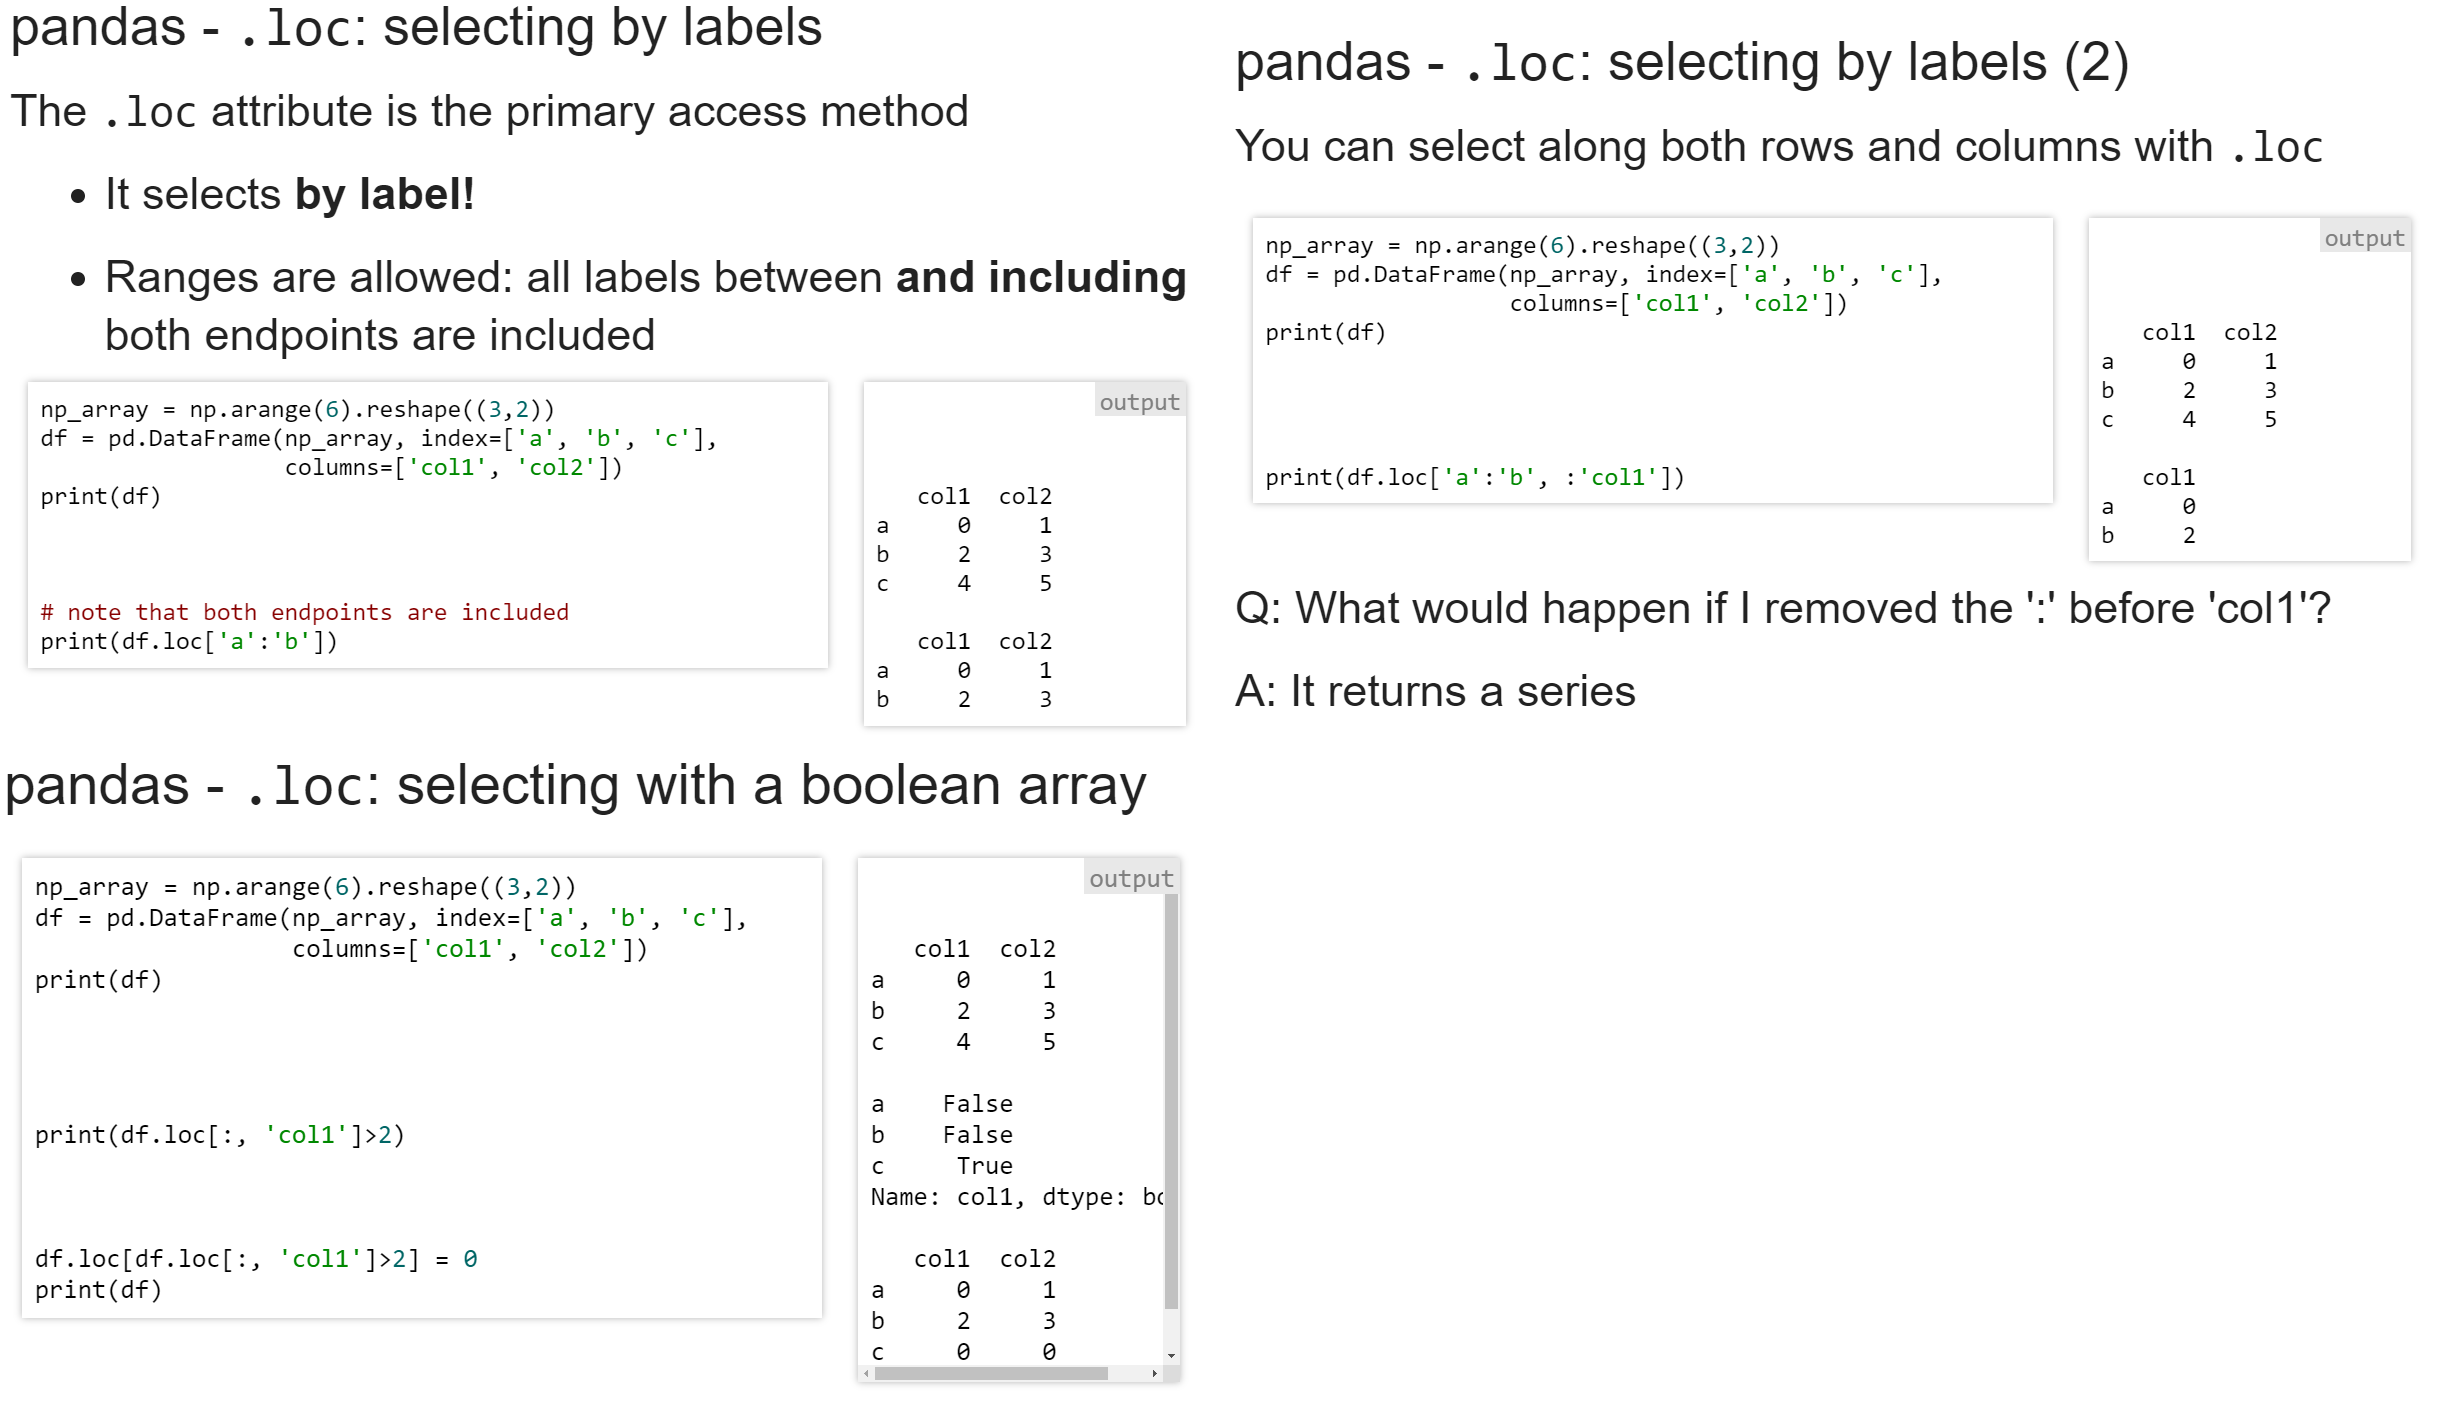 pandas - .loc: selecting by labels
The .loc attribute is the primary access method
• It selects by label!
• Ranges are allowed: all labels between and including
both endpoints are included
np_array = np.arange(6).reshape((3,2))
df = pd.DataFrame(np_array, index=['a', 'b', 'c'],
                  columns=['col1', 'col2'])
print(df)
# note that both endpoints are included
print(df.loc['a':'b'])
output
   col1  col2
a     0     1
b     2     3
c     4     5
   col1  col2
a     0     1
b     2     3
pandas - .loc: selecting by labels (2)
You can select along both rows and columns with .loc
np_array = np.arange(6).reshape((3,2))
df = pd.DataFrame(np_array, index=['a', 'b', 'c'],
                  columns=['col1', 'col2'])
print(df)
print(df.loc['a':'b', :'col1'])
output
   col1  col2
a     0     1
b     2     3
c     4     5
   col1
a     0
b     2
Q: What would happen if I removed the ':' before 'col1'?
A: It returns a series
pandas - .loc: selecting with a boolean array
np_array = np.arange(6).reshape((3,2))
df = pd.DataFrame(np_array, index=['a', 'b', 'c'],
                  columns=['col1', 'col2'])
print(df)
print(df.loc[:, 'col1']>2)
df.loc[df.loc[:, 'col1']>2] = 0
print(df)
output
   col1  col2
a     0     1
b     2     3
c     4     5
a    False
b    False
c     True
Name: col1, dtype:
   col1  col2
a     0     1
b     2     3
c     0     0